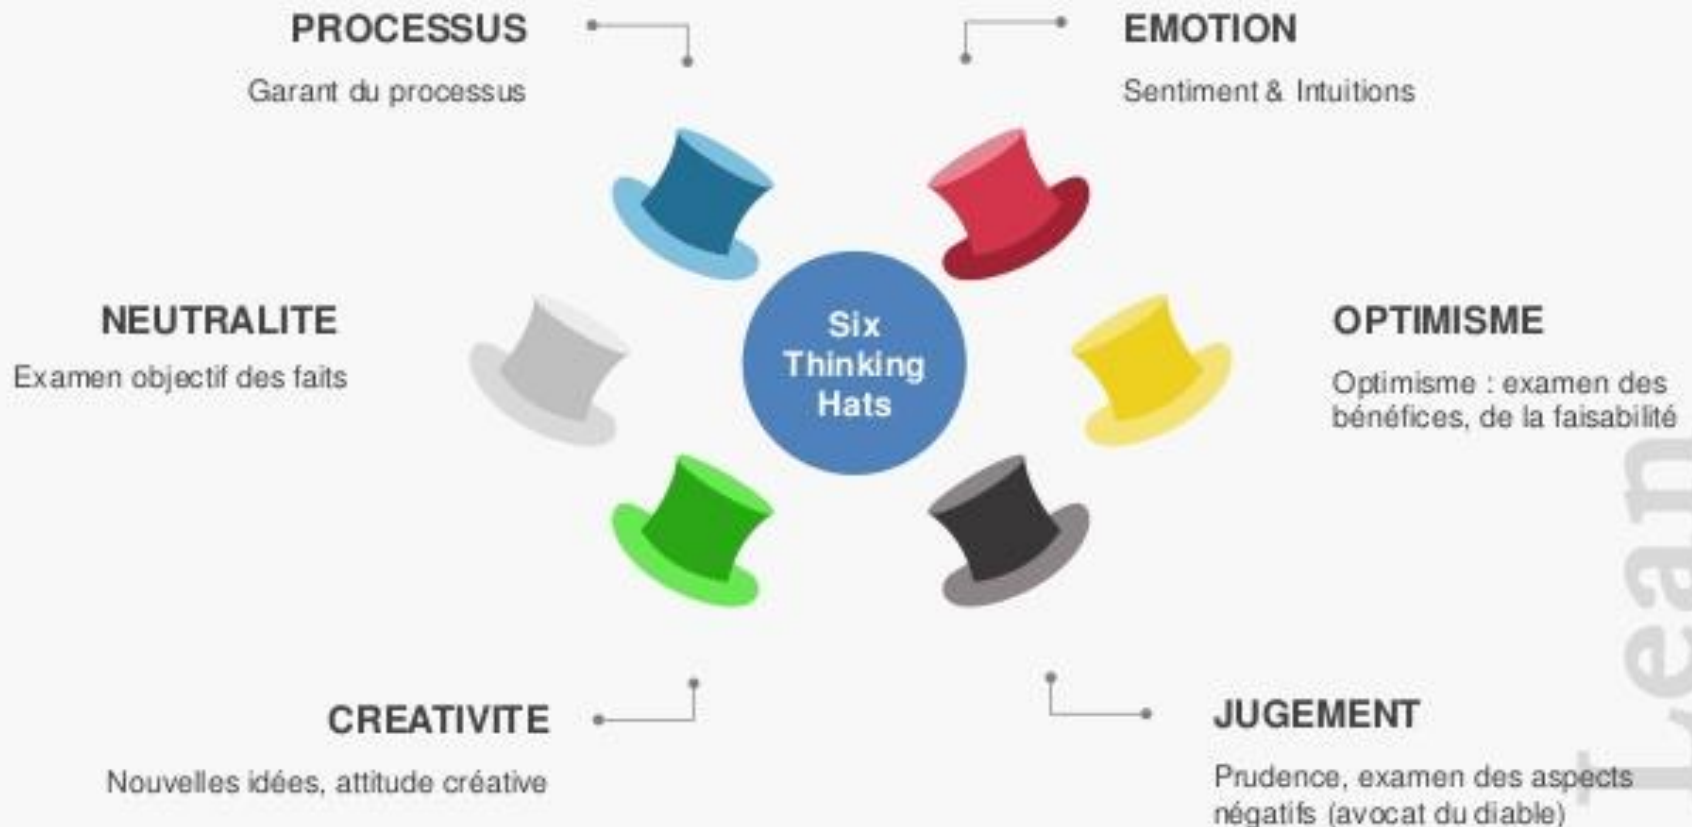 PROCESSUS
Garant du processus
EMOTION
Sentiment & Intuitions
NEUTRALITE
Examen objectif des faits
Six
Thinking
Hats
OPTIMISME
Optimisme : examen des
bénéfices, de la faisabilité
CREATIVITE
Nouvelles idées, attitude créative
JUGEMENT
Prudence, examen des aspects
négatifs (avocat du diable)
Lean